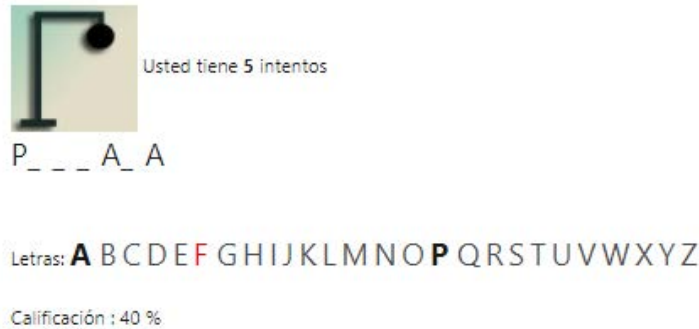 Usted tiene 5 intentos
P_ _ _ A_ A
Letras: A B C D E F G H I J K L M N O P Q R S T U V W X Y Z
Calificación : 40 %